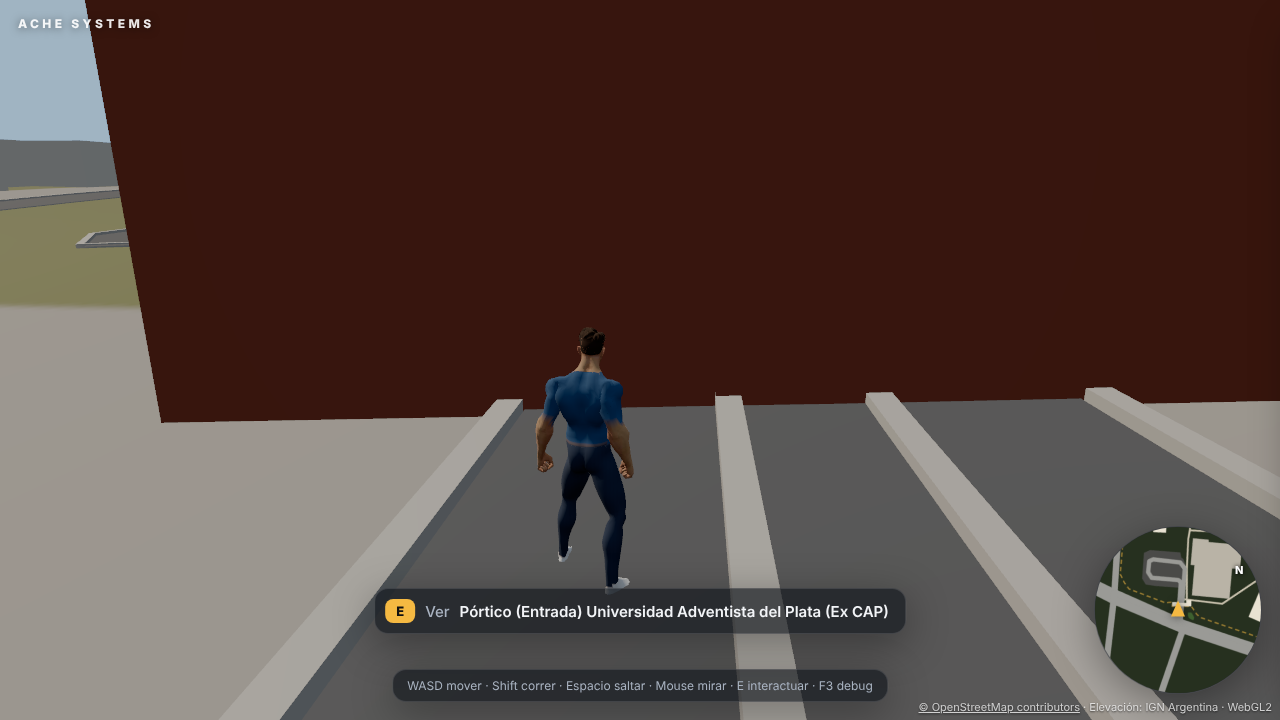 ACHE SYSTEMS
N
E Ver Pórtico (Entrada) Universidad Adventista del Plata (Ex CAP)
WASD mover · Shift correr · Espacio saltar · Mouse mirar · E interactuar · F3 debug
© OpenStreetMap contributors · Elevación: IGN Argentina · WebGL2